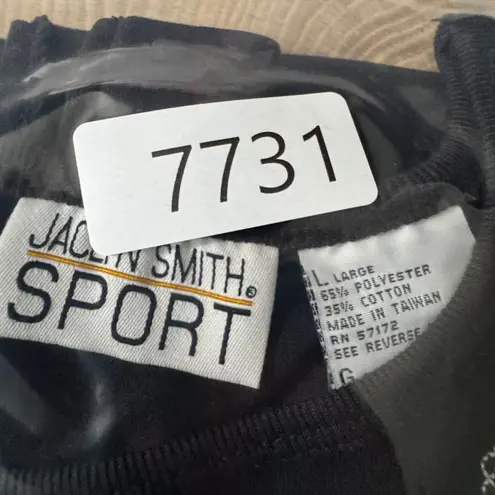 7731
JACLYN SMITH®
SPORT
L LARGE
65% POLYESTER
35% COTTON
MADE IN TAIWAN
RN 57172
SEE REVERSE
G